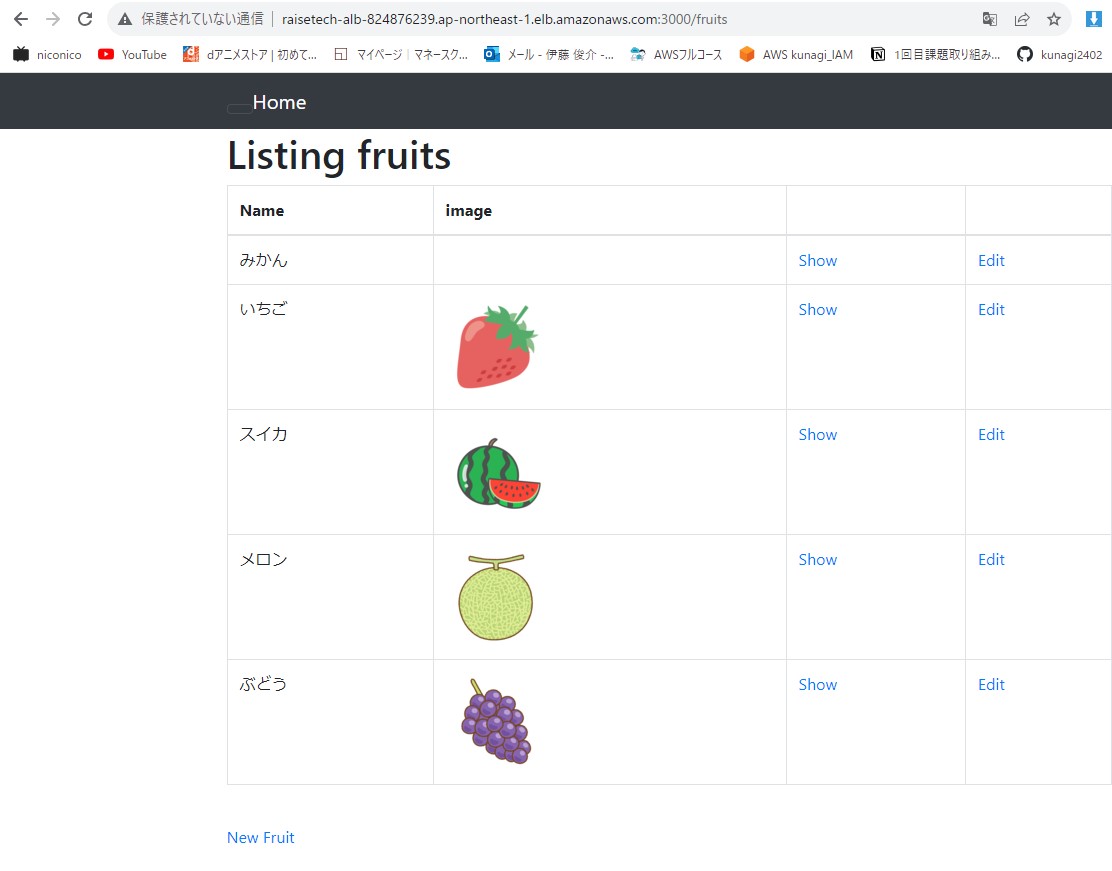 保護されていない通信 raisetech-alb-824876239.ap-northeast-1.elb.amazonaws.com:3000/fruits
niconico YouTube dアニメストア | 初めて... マイページ | マネースク... メール - 伊藤 俊介 -... AWSフルコース AWS kunagi_IAM 1回目課題取り組み... kunagi2402
Home
Listing fruits
Name image
みかん Show Edit
いちご Show Edit
スイカ Show Edit
メロン Show Edit
ぶどう Show Edit
New Fruit